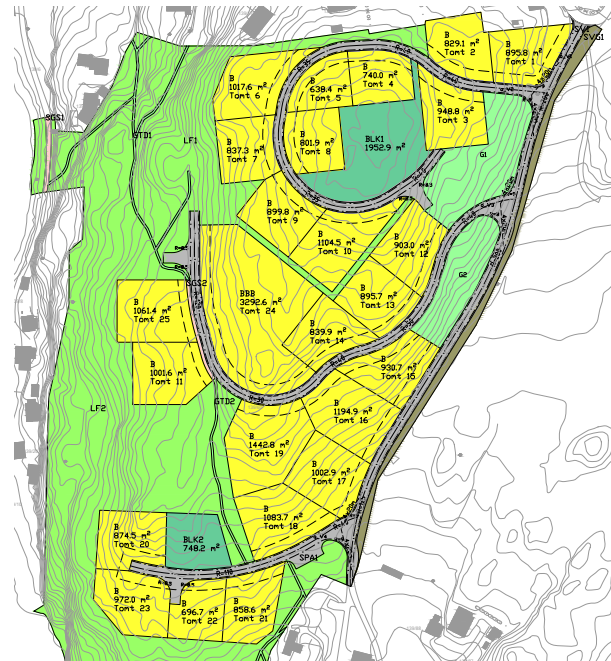 SV2
SVG1
B
829.1 m²
Tomt 2
895.8 m²
Tomt 1
B
1017.6 m²
Tomt 6
B
638.4 m²
Tomt 5
B
740.0 m²
Tomt 4
B
948.8 m²
Tomt 3
SGS1
GTD1
LF1
B
837.3 m²
Tomt 7
B
801.9 m²
Tomt 8
BLK1
1952.9 m²
G1
B
899.8 m²
Tomt 9
B
1104.5 m²
Tomt 10
B
903.0 m²
Tomt 12
SGS2
BBB
3292.6 m²
Tomt 24
B
895.7 m²
Tomt 13
G2
B
1061.4 m²
Tomt 25
B
839.9 m²
Tomt 14
B
930.7 m²
Tomt 15
B
1001.6 m²
Tomt 11
LF2
GTD2
B
1194.9 m²
Tomt 16
B
1442.8 m²
Tomt 19
B
1002.9 m²
Tomt 17
B
1083.7 m²
Tomt 18
B
874.5 m²
Tomt 20
BLK2
748.2 m²
SPA1
B
972.0 m²
Tomt 23
B
696.7 m²
Tomt 22
B
858.6 m²
Tomt 21